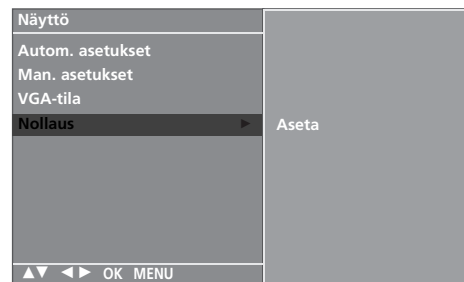 Näyttö
Autom. asetukset
Man. asetukset
VGA-tila
Nollaus ► Aseta
▲▼ ◄► OK MENU